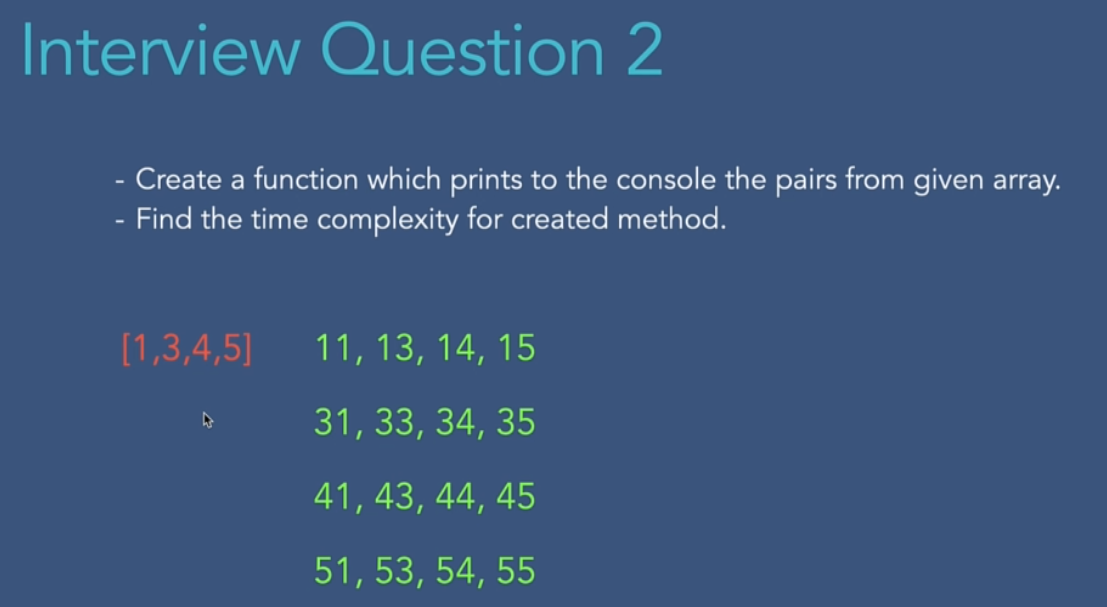 Interview Question 2
- Create a function which prints to the console the pairs from given array.
- Find the time complexity for created method.
[1,3,4,5] 11, 13, 14, 15
31, 33, 34, 35
41, 43, 44, 45
51, 53, 54, 55